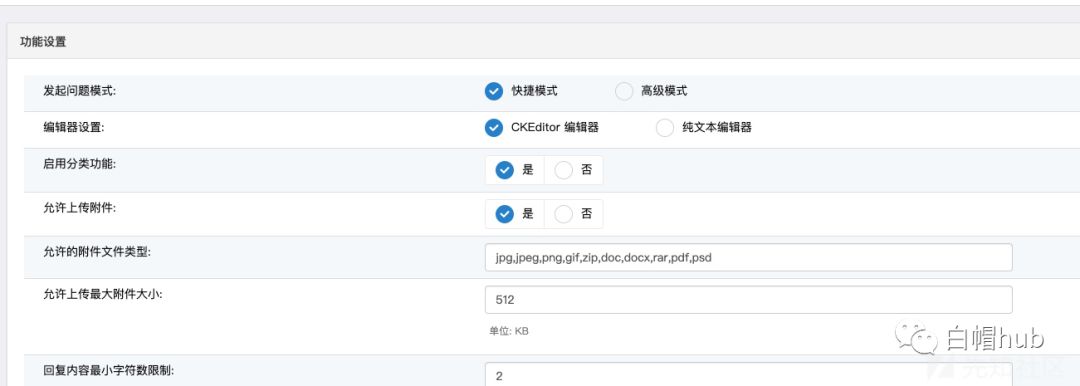 功能设置
发起问题模式: 快捷模式 高级模式
编辑器设置: CKEditor 编辑器 纯文本编辑器
启用分类功能: 是 否
允许上传附件: 是 否
允许的附件文件类型: jpg,jpeg,png,gif,zip,doc,docx,rar,pdf,psd
允许上传最大附件大小: 512
单位: KB
白帽hub
先知社区
回复内容最小字符数限制: 2